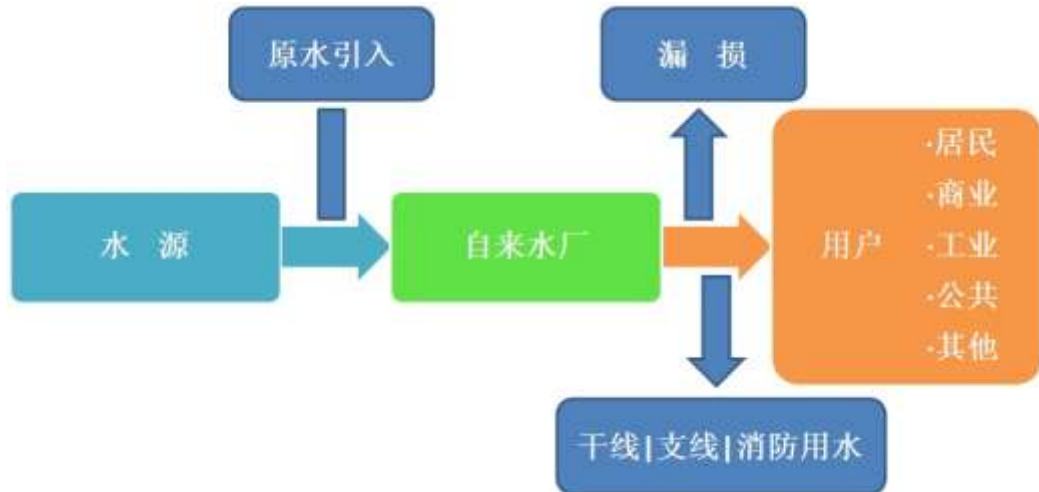 原水引入
漏 损
水 源
自来水厂
用户
·居民
·商业
·工业
·公共
·其他
干线|支线|消防用水